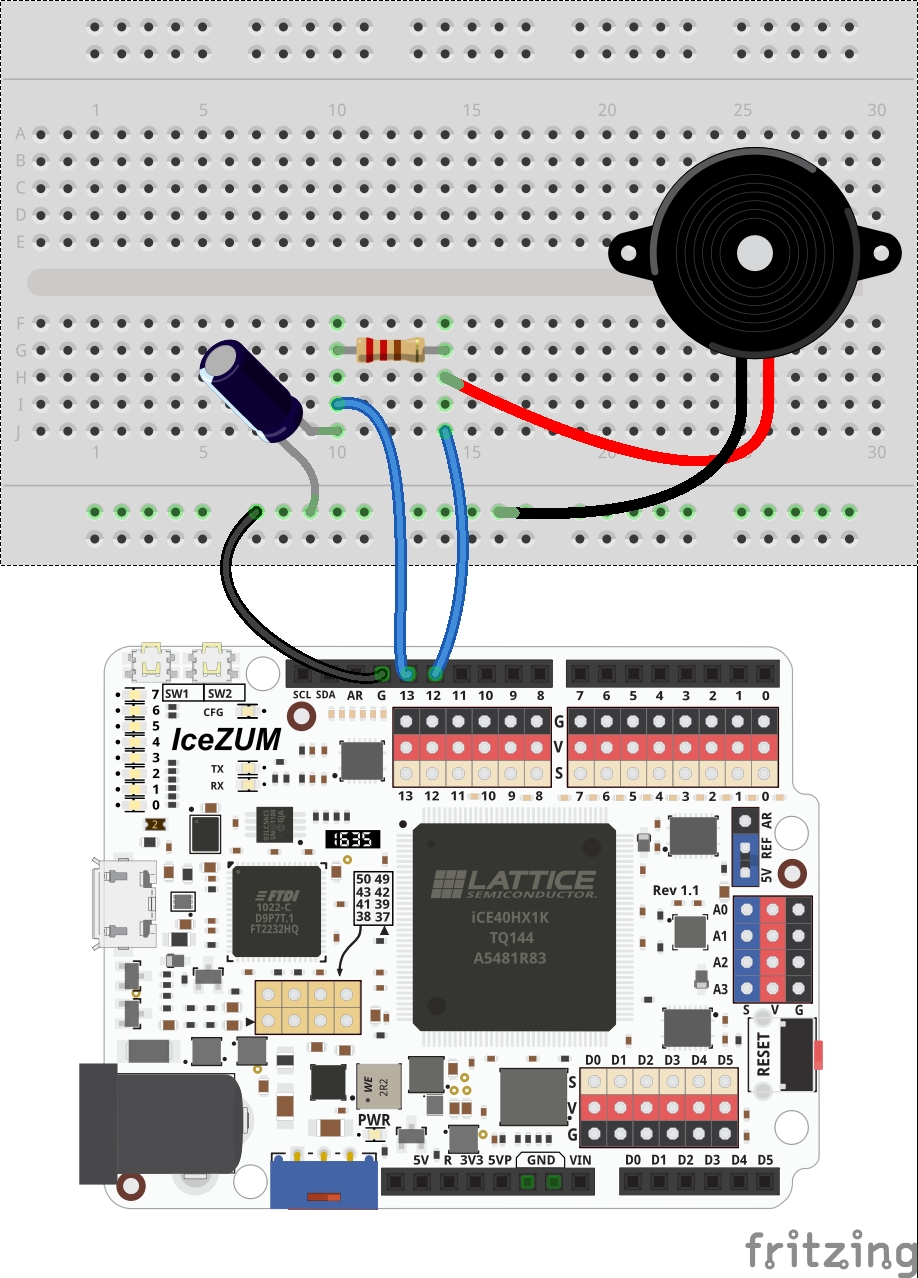 1 5 10 15 20 25 30
A
B
C
D
E
F
G
H
I
J
1 5 10 15 20 25 30
SCL SDA AR G 13 12 11 10 9 8 7 6 5 4 3 2 1 0
7 SW1 SW2
6 CFG
5
4
3
2
1
0
IceZUM
TX
RX
G
V
S
13 12 11 10 9 8 7 6 5 4 3 2 1 0
2
1635
AR
REF
5V
50 49
43 42
41 39
38 37
FTDI
1022-C
D9P7T.1
FT2232HQ
LATTICE
SEMICONDUCTOR.
iCE40HX1K
TQ144
A5481R83
Rev 1.1
A0
A1
A2
A3
S V G
RESET
D0 D1 D2 D3 D4 D5
S
V
G
WE
2R2
PWR
5V R 3V3 5VP GND VIN D0 D1 D2 D3 D4 D5
fritzing